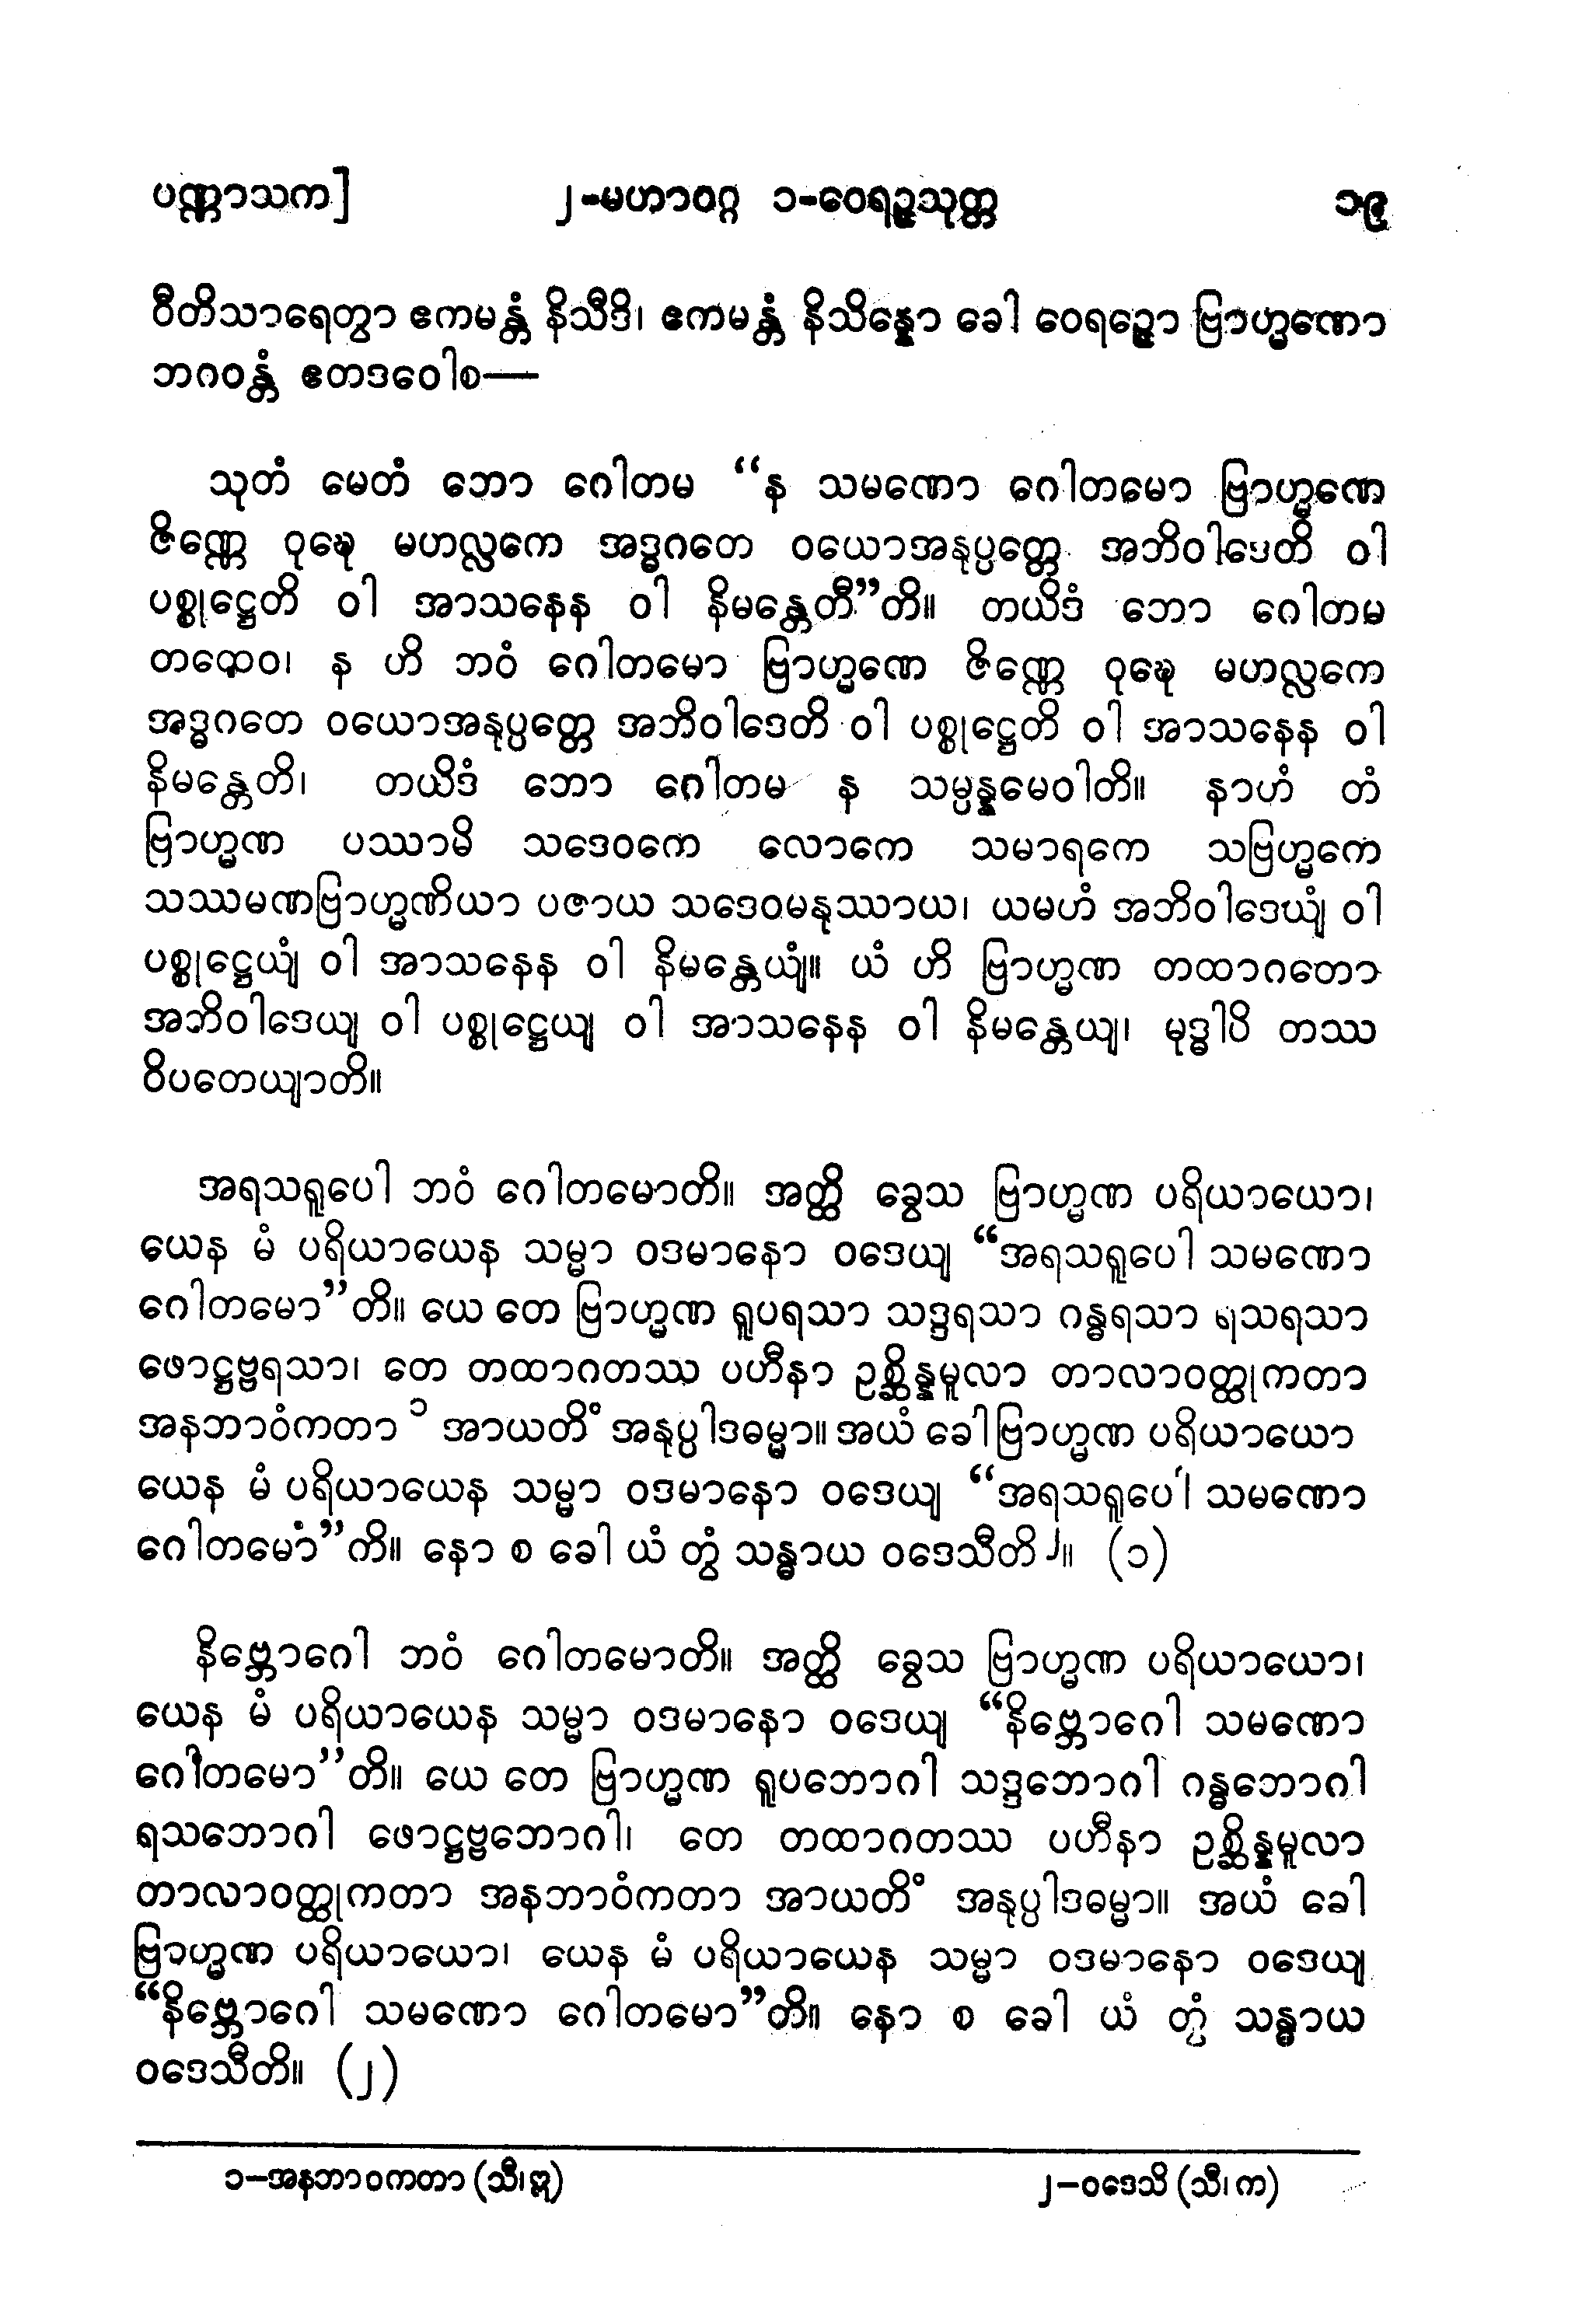 ပဏ္ဏာသက] ၂-မဟာဝဂ္ဂ ၁-ဝေရဉ္ဇသုတ္တ ၁၉
ဝီတိသာရေတွာ ဧကမန္တံ နိသီဒိ၊ ဧကမန္တံ နိသိန္နော ခေါ ဝေရဉ္ဇော ဗြာဟ္မဏော
ဘဂဝန္တံ ဧတဒဝေါစ—
သုတံ မေတံ ဘော ဂေါတမ “န သမဏော ဂေါတမော ဗြာဟ္မဏေ
ဇိဏ္ဏေ ဝုဍ္ဎေ မဟလ္လကေ အဒ္ဓဂတေ ဝယောအနုပ္ပတ္တေ အဘိဝါဒေတိ ဝါ
ပစ္စုဋ္ဌေတိ ဝါ အာသနေန ဝါ နိမန္တေတီ”တိ။ တယိဒံ ဘော ဂေါတမ
တထေဝ၊ န ဟိ ဘဝံ ဂေါတမော ဗြာဟ္မဏေ ဇိဏ္ဏေ ဝုဍ္ဎေ မဟလ္လကေ
အဒ္ဓဂတေ ဝယောအနုပ္ပတ္တေ အဘိဝါဒေတိ ဝါ ပစ္စုဋ္ဌေတိ ဝါ အာသနေန ဝါ
နိမန္တေတိ၊ တယိဒံ ဘော ဂေါတမ န သမ္ပန္နမေဝါတိ။ နာဟံ တံ
ဗြာဟ္မဏ ပဿာမိ သဒေဝကေ လောကေ သမာရကေ သဗြဟ္မကေ
သဿမဏဗြာဟ္မဏိယာ ပဇာယ သဒေဝမနုဿာယ၊ ယမဟံ အဘိဝါဒေယျံ ဝါ
ပစ္စုဋ္ဌေယျံ ဝါ အာသနေန ဝါ နိမန္တေယျံ။ ယံ ဟိ ဗြာဟ္မဏ တထာဂတော
အဘိဝါဒေယျ ဝါ ပစ္စုဋ္ဌေယျ ဝါ အာသနေန ဝါ နိမန္တေယျ၊ မုဒ္ဓါပိ တဿ
ဝိပတေယျာတိ။
အရသရူပေါ ဘဝံ ဂေါတမောတိ။ အတ္ထိ ခွေသ ဗြာဟ္မဏ ပရိယာယော၊
ယေန မံ ပရိယာယေန သမ္မာ ဝဒမာနော ဝဒေယျ “အရသရူပေါ သမဏော
ဂေါတမော”တိ။ ယေ တေ ဗြာဟ္မဏ ရူပရသာ သဒ္ဒရသာ ဂန္ဓရသာ ရသရသာ
ဖောဋ္ဌဗ္ဗရသာ၊ တေ တထာဂတဿ ပဟီနာ ဥစ္ဆိန္နမူလာ တာလာဝတ္ထုကတာ
အနဘာဝံကတာ ၁ အာယတိံ အနုပ္ပါဒဓမ္မာ။ အယံ ခေါ ဗြာဟ္မဏ ပရိယာယော
ယေန မံ ပရိယာယေန သမ္မာ ဝဒမာနော ဝဒေယျ “အရသရူပေါ သမဏော
ဂေါတမော”တိ။ နော စ ခေါ ယံ တွံ သန္ဓာယ ဝဒေသီတိ ၂။ (၁)
နိဗ္ဘောဂေါ ဘဝံ ဂေါတမောတိ။ အတ္ထိ ခွေသ ဗြာဟ္မဏ ပရိယာယော၊
ယေန မံ ပရိယာယေန သမ္မာ ဝဒမာနော ဝဒေယျ “နိဗ္ဘောဂေါ သမဏော
ဂေါတမော”တိ။ ယေ တေ ဗြာဟ္မဏ ရူပဘောဂါ သဒ္ဒဘောဂါ ဂန္ဓဘောဂါ
ရသဘောဂါ ဖောဋ္ဌဗ္ဗဘောဂါ၊ တေ တထာဂတဿ ပဟီနာ ဥစ္ဆိန္နမူလာ
တာလာဝတ္ထုကတာ အနဘာဝံကတာ အာယတိံ အနုပ္ပါဒဓမ္မာ။ အယံ ခေါ
ဗြာဟ္မဏ ပရိယာယော၊ ယေန မံ ပရိယာယေန သမ္မာ ဝဒမာနော ဝဒေယျ
“နိဗ္ဘောဂေါ သမဏော ဂေါတမော”တိ။ နော စ ခေါ ယံ တွံ သန္ဓာယ
ဝဒေသီတိ။ (၂)
၁-အနဘာဝကတာ (သီ၊ ဋ္ဌ) ၂-ဝဒေသိ (သီ၊ က)